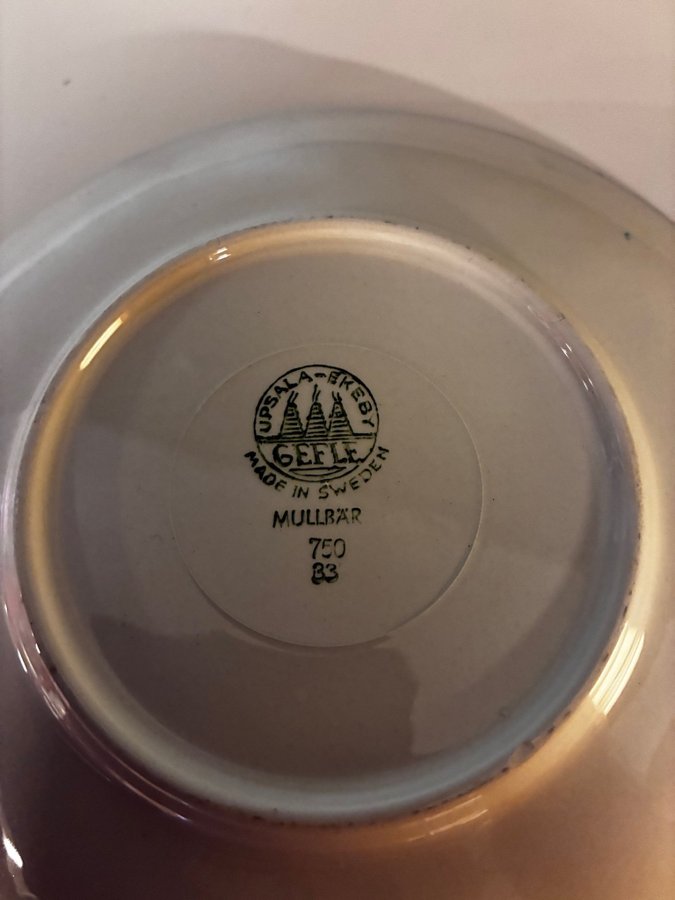 UPSALA-EKEBY
GEFLE
MADE IN SWEDEN
MULLBÄR
750
83